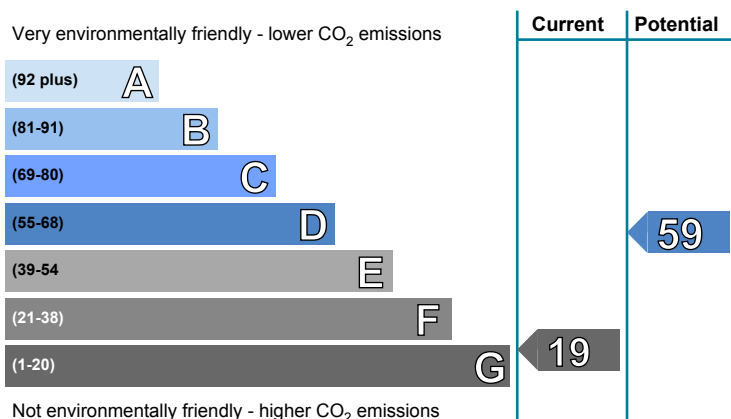 Current Potential
Very environmentally friendly - lower CO2 emissions
(92 plus) A
(81-91) B
(69-80) C
(55-68) D
59
(39-54 E
(21-38) F
(1-20) G
19
Not environmentally friendly - higher CO2 emissions